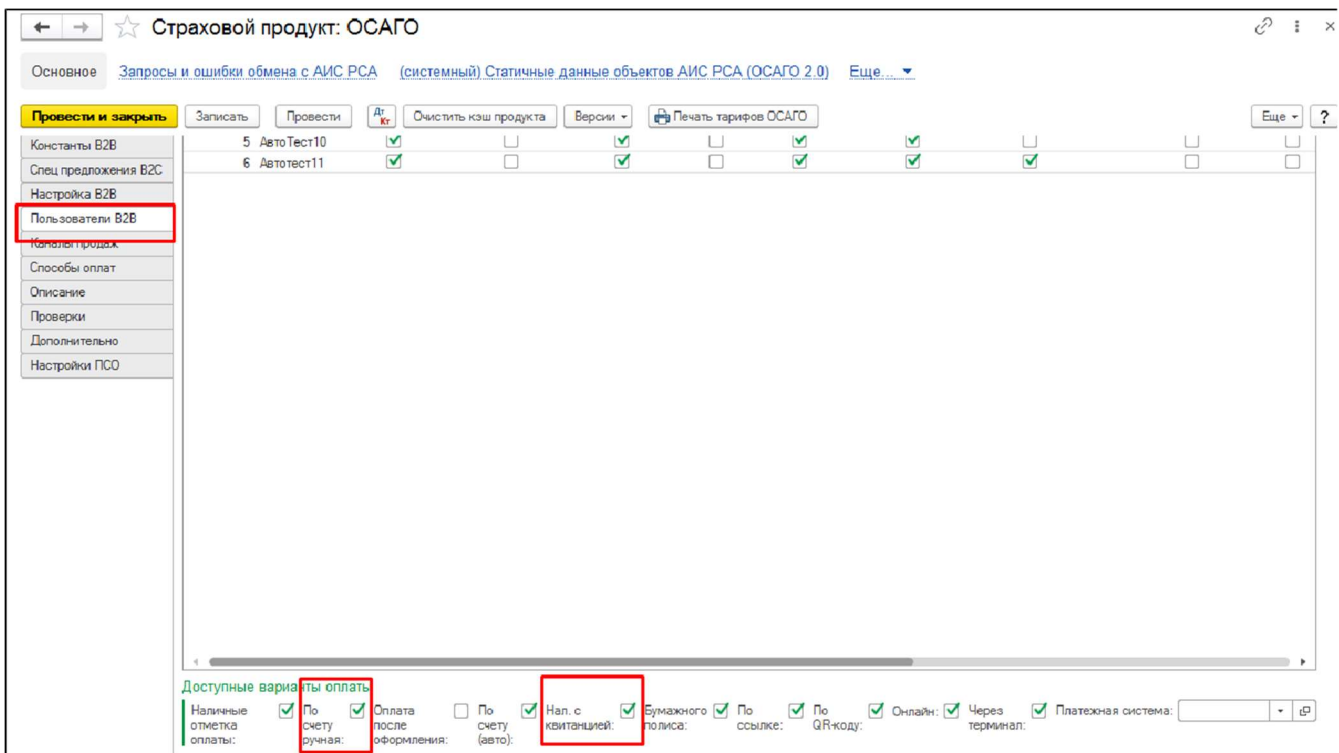 Страховой продукт: ОСАГО
Основное Запросы и ошибки обмена с АИС РСА (системный) Статичные данные объектов АИС РСА (ОСАГО 2.0) Еще...
Провести и закрыть Записать Провести Дт Кт Очистить кэш продукта Версии Печать тарифов ОСАГО Еще ?
Константы B2B
5 АвтоТест10
Спец предложения B2C
6 Автотест11
Настройка B2B
Пользователи B2B
Каналы продаж
Способы оплат
Описание
Проверки
Дополнительно
Настройки ПСО
Доступные варианты оплаты
Наличные По Оплата По Нал. с Бумажного По По Онлайн: Через Платежная система:
отметка счету после счету квитанцией: полиса: ссылке: QR-коду: терминал:
оплаты: ручная: оформления: (авто):